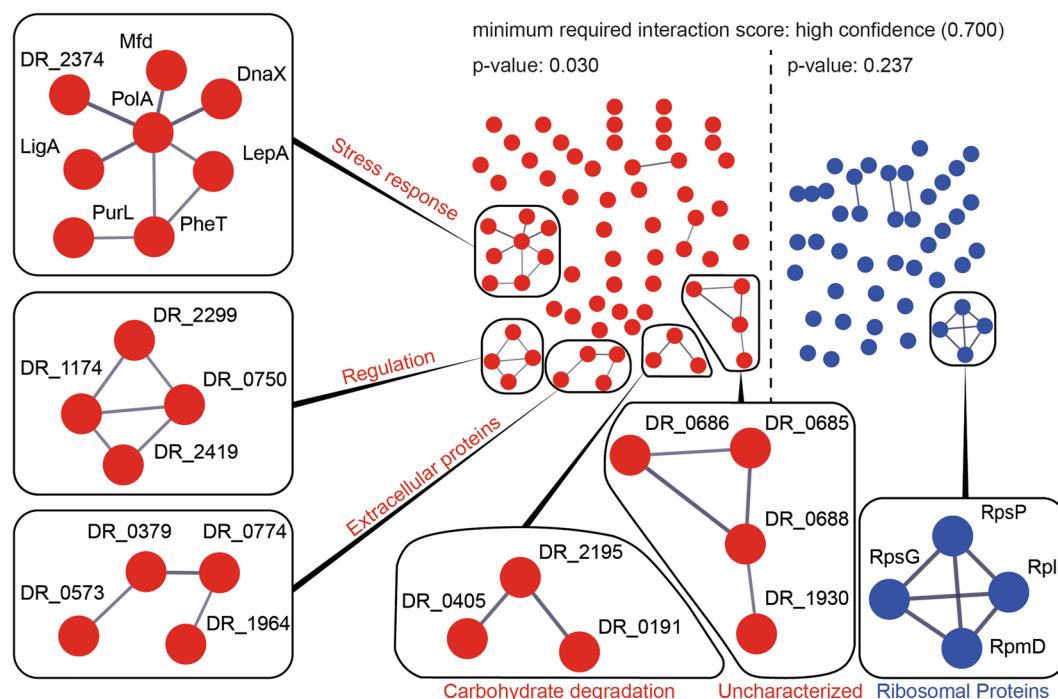 minimum required interaction score: high confidence (0.700)
p-value: 0.030
p-value: 0.237
Mfd
DR_2374
DnaX
PolA
LigA
LepA
PurL
PheT
Stress response
DR_2299
DR_1174
DR_0750
DR_2419
Regulation
DR_0379
DR_0774
DR_0573
DR_1964
Extracellular proteins
DR_2195
DR_0405
DR_0191
Carbohydrate degradation
DR_0686
DR_0685
DR_0688
DR_1930
Uncharacterized
RpsP
RpsG
RpmD
Ribosomal Proteins